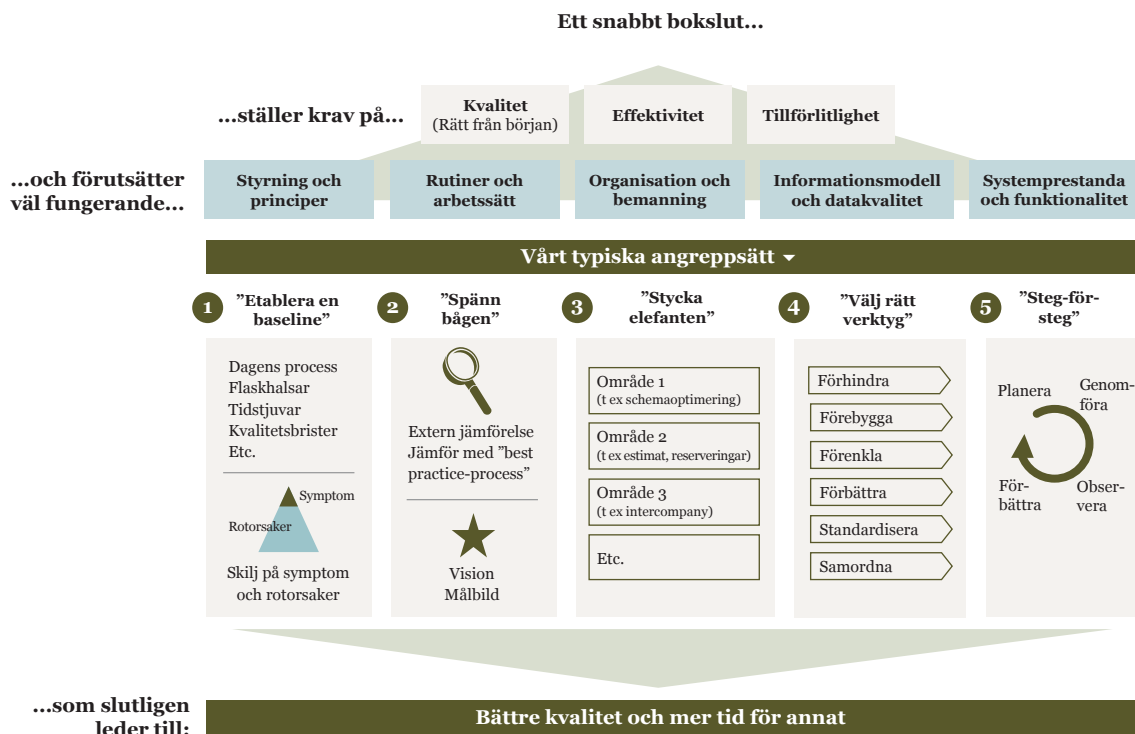 Ett snabbt bokslut...
...ställer krav på...
Kvalitet
(Rätt från början)
Effektivitet
Tillförlitlighet
...och förutsätter
väl fungerande...
Styrning och
principer
Rutiner och
arbetssätt
Organisation och
bemanning
Informationsmodell
och datakvalitet
Systemprestanda
och funktionalitet
Vårt typiska angreppsätt
1
”Etablera en
baseline”
Dagens process
Flaskhalsar
Tidstjuvar
Kvalitetsbrister
Etc.
Symptom
Rotorsaker
Skilj på symptom
och rotorsaker
2
”Spänn
bågen”
Extern jämförelse
Jämför med ”best
practice-process”
Vision
Målbild
3
”Stycka
elefanten”
Område 1
(t ex schemaoptimering)
Område 2
(t ex estimat, reserveringar)
Område 3
(t ex intercompany)
Etc.
4
”Välj rätt
verktyg”
Förhindra
Förebygga
Förenkla
Förbättra
Standardisera
Samordna
5
”Steg-för-
steg”
Planera
Genom-
föra
Obser-
vera
För-
bättra
...som slutligen
leder till:
Bättre kvalitet och mer tid för annat